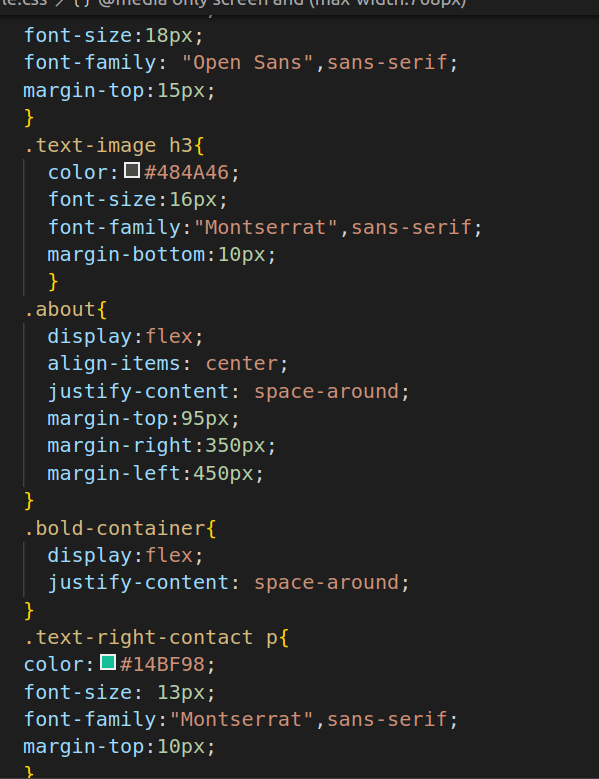 le.css > {} @media only screen and (max-width:768px)
font-size:18px;
font-family: "Open Sans",sans-serif;
margin-top:15px;
}
.text-image h3{
color:#484A46;
font-size:16px;
font-family:"Montserrat",sans-serif;
margin-bottom:10px;
}
.about{
display:flex;
align-items: center;
justify-content: space-around;
margin-top:95px;
margin-right:350px;
margin-left:450px;
}
.bold-container{
display:flex;
justify-content: space-around;
}
.text-right-contact p{
color:#14BF98;
font-size: 13px;
font-family:"Montserrat",sans-serif;
margin-top:10px;
}